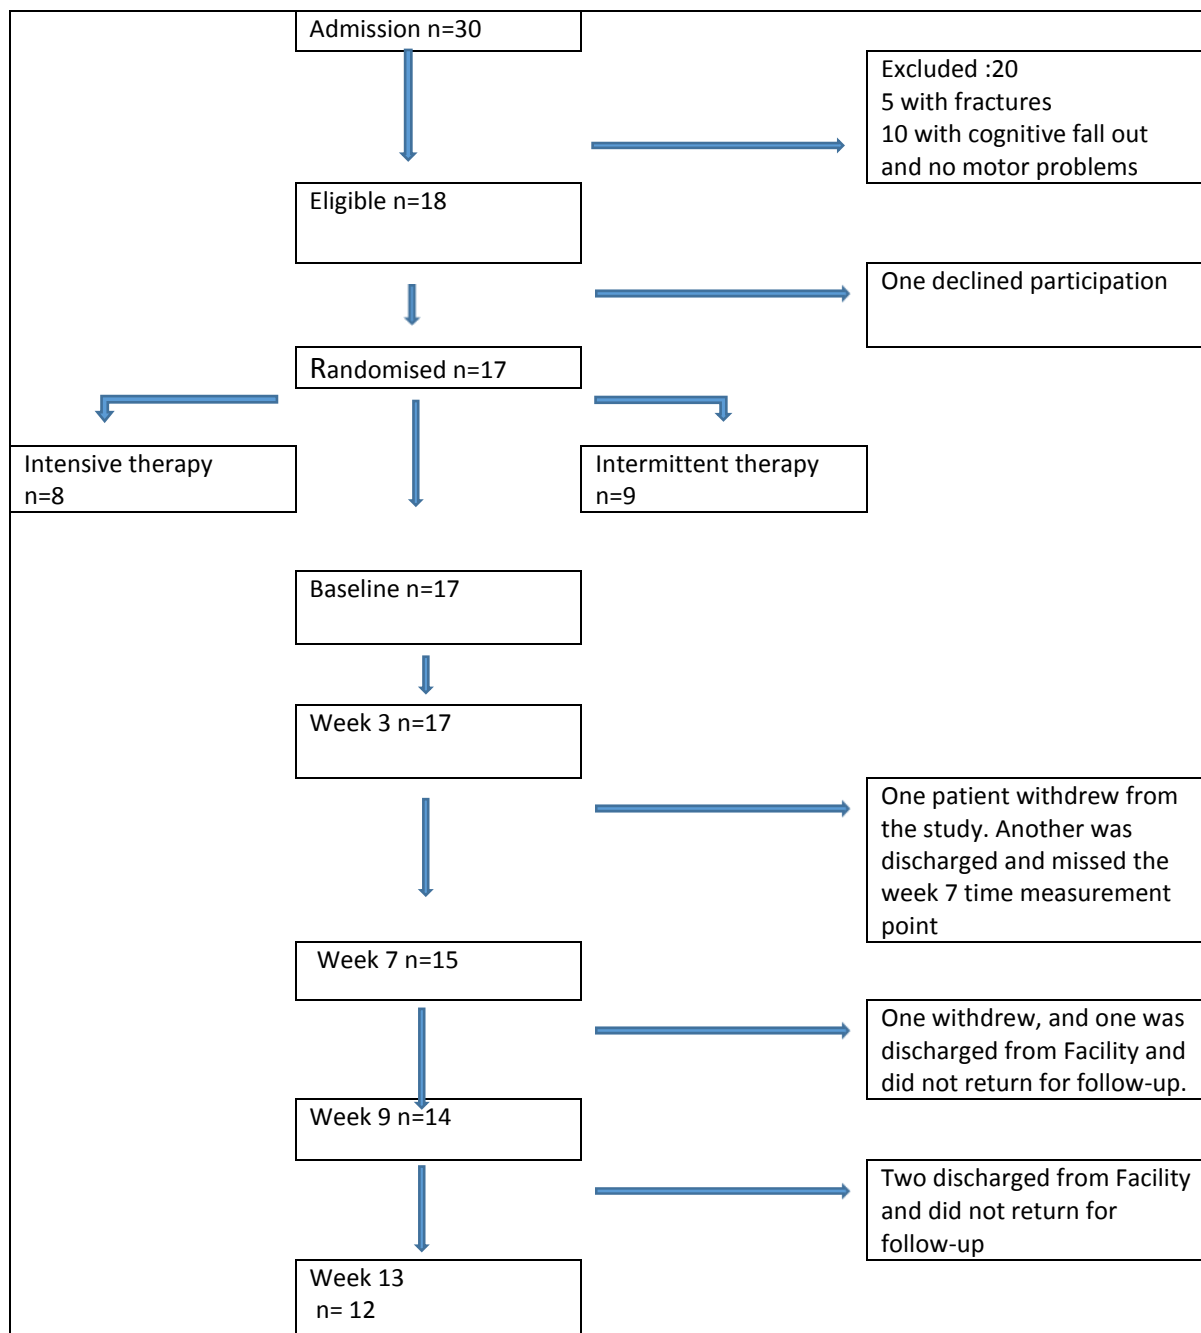 Admission n=30
Excluded :20
5 with fractures
10 with cognitive fall out
and no motor problems
Eligible n=18
One declined participation
Randomised n=17
Intensive therapy
n=8
Intermittent therapy
n=9
Baseline n=17
Week 3 n=17
One patient withdrew from
the study. Another was
discharged and missed the
week 7 time measurement
point
Week 7 n=15
One withdrew, and one was
discharged from Facility and
did not return for follow-up.
Week 9 n=14
Two discharged from Facility
and did not return for
follow-up
Week 13
n= 12